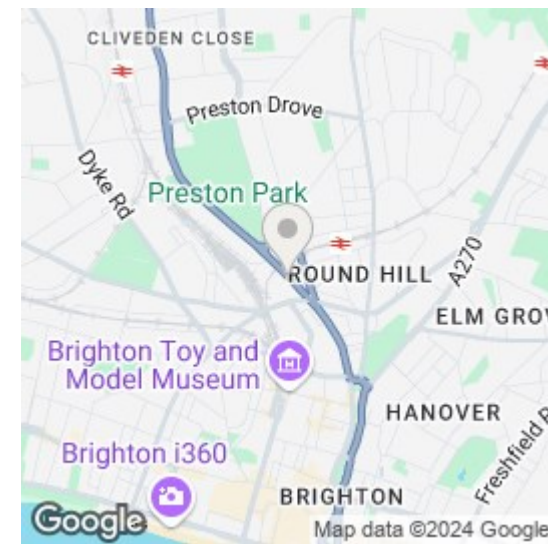 CLIVEDEN CLOSE
Preston Drove
Dyke Rd
Preston Park
ROUND HILL
A270
ELM GROV
Brighton Toy and
Model Museum
HANOVER
Freshfield R
Brighton i360
BRIGHTON
Google
Map data ©2024 Google